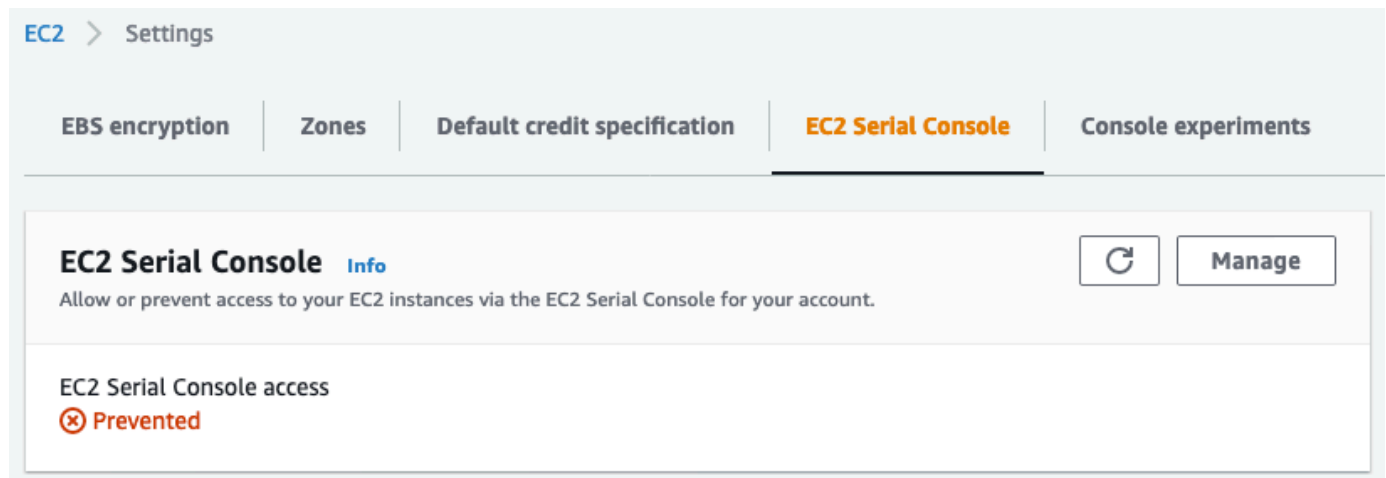 EC2 > Settings
EBS encryption Zones Default credit specification EC2 Serial Console Console experiments
EC2 Serial Console Info
Manage
Allow or prevent access to your EC2 instances via the EC2 Serial Console for your account.
EC2 Serial Console access
Prevented